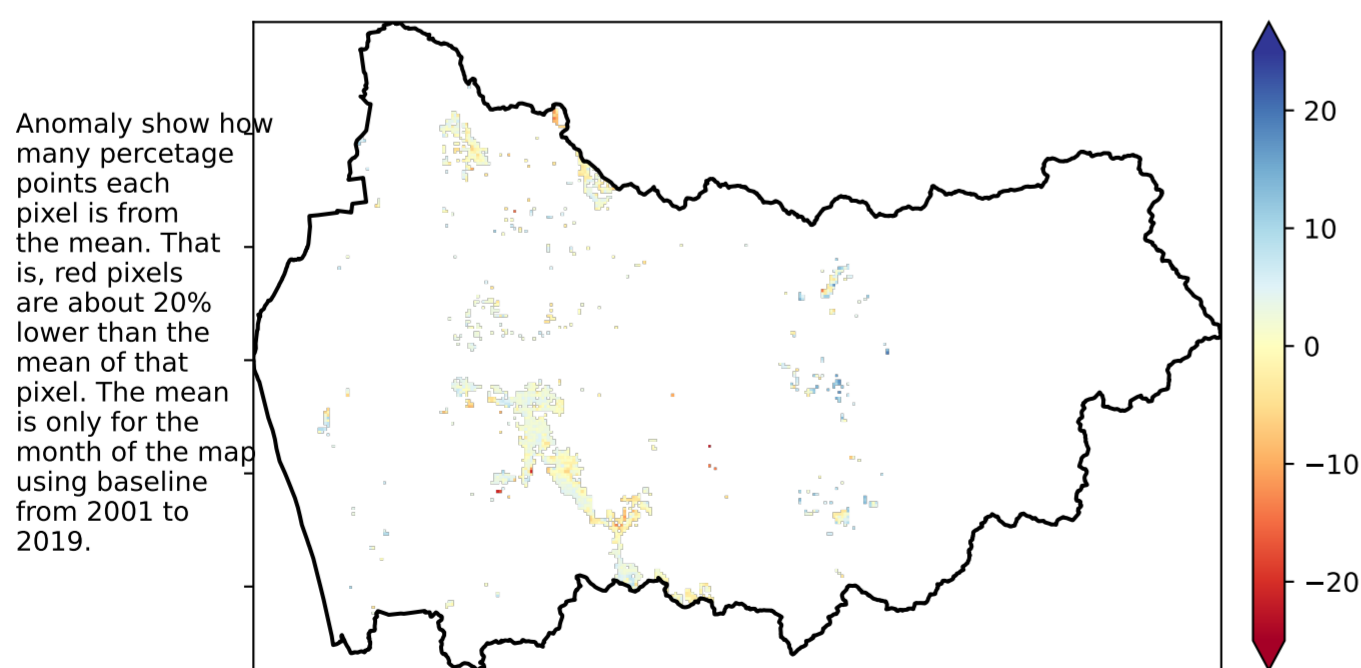 Anomaly show how
many percetage
points each
pixel is from
the mean. That
is, red pixels
are about 20%
lower than the
mean of that
pixel. The mean
is only for the
month of the map
using baseline
from 2001 to
2019.
20
10
0
−10
−20